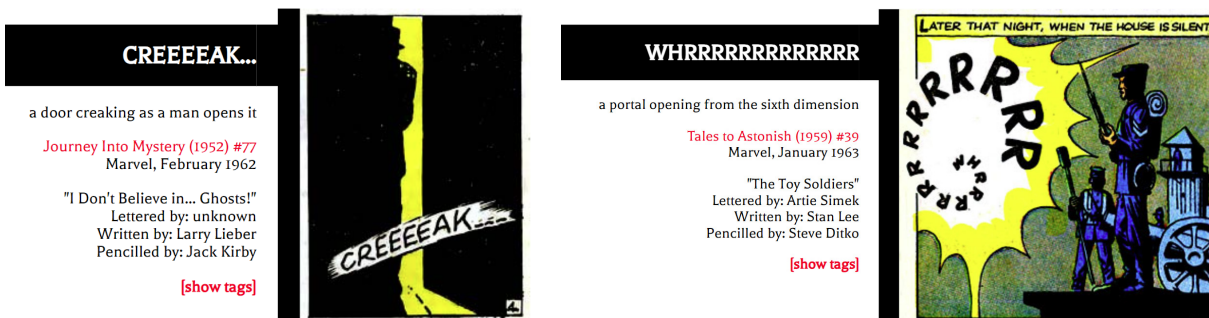 CREEEEAK...
a door creaking as a man opens it
Journey Into Mystery (1952) #77
Marvel, February 1962
"I Don't Believe in... Ghosts!"
Lettered by: unknown
Written by: Larry Lieber
Pencilled by: Jack Kirby
[show tags]
CREEEEAK...
4
WHRRRRRRRRRRRRR
a portal opening from the sixth dimension
Tales to Astonish (1959) #39
Marvel, January 1963
"The Toy Soldiers"
Lettered by: Artie Simek
Written by: Stan Lee
Pencilled by: Steve Ditko
[show tags]
LATER THAT NIGHT, WHEN THE HOUSE IS SILENT
WHRRRRRRRRRRRRR